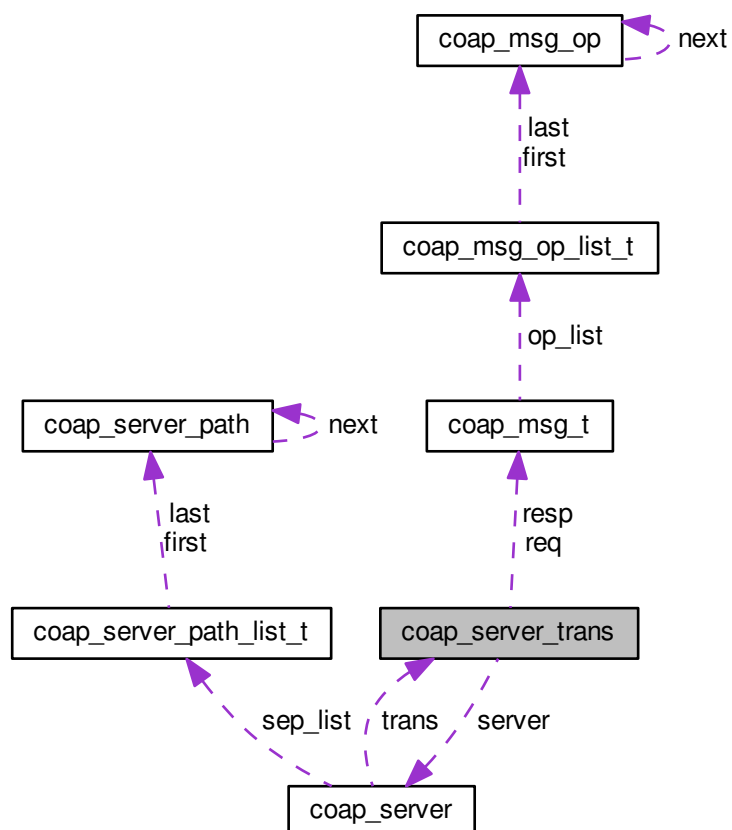 coap_msg_op
next
last
first
coap_msg_op_list_t
op_list
coap_server_path
next
coap_msg_t
last
first
resp
req
coap_server_path_list_t
coap_server_trans
sep_list
trans
server
coap_server